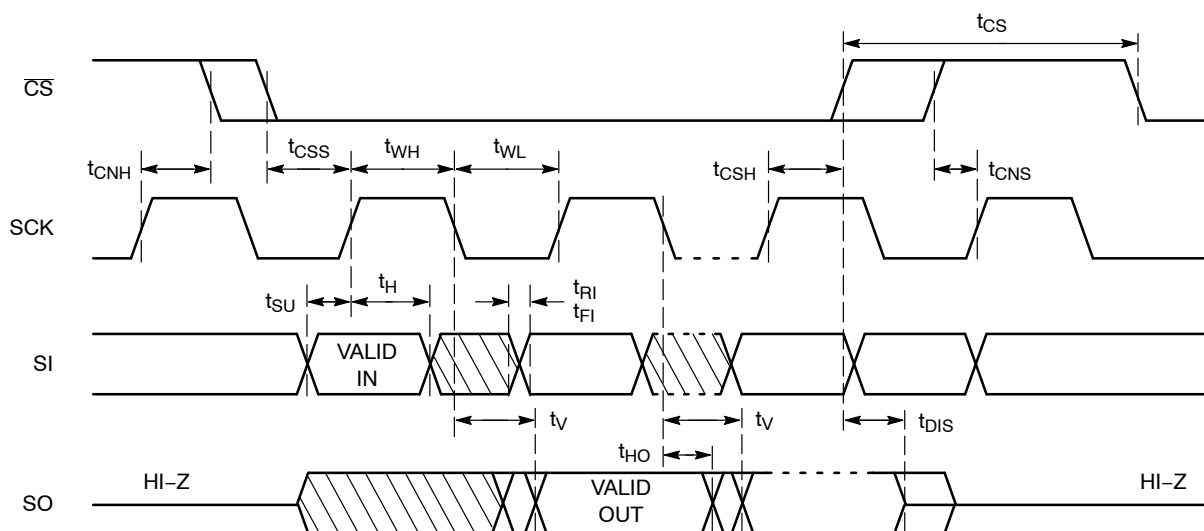 tCS
CS
tCNH
tCSS
tWH
tWL
tCSH
tCNS
SCK
tSU
tH
tRI
tFI
SI
VALID
IN
tV
tV
tDIS
tHO
HI–Z
VALID
OUT
HI–Z
SO